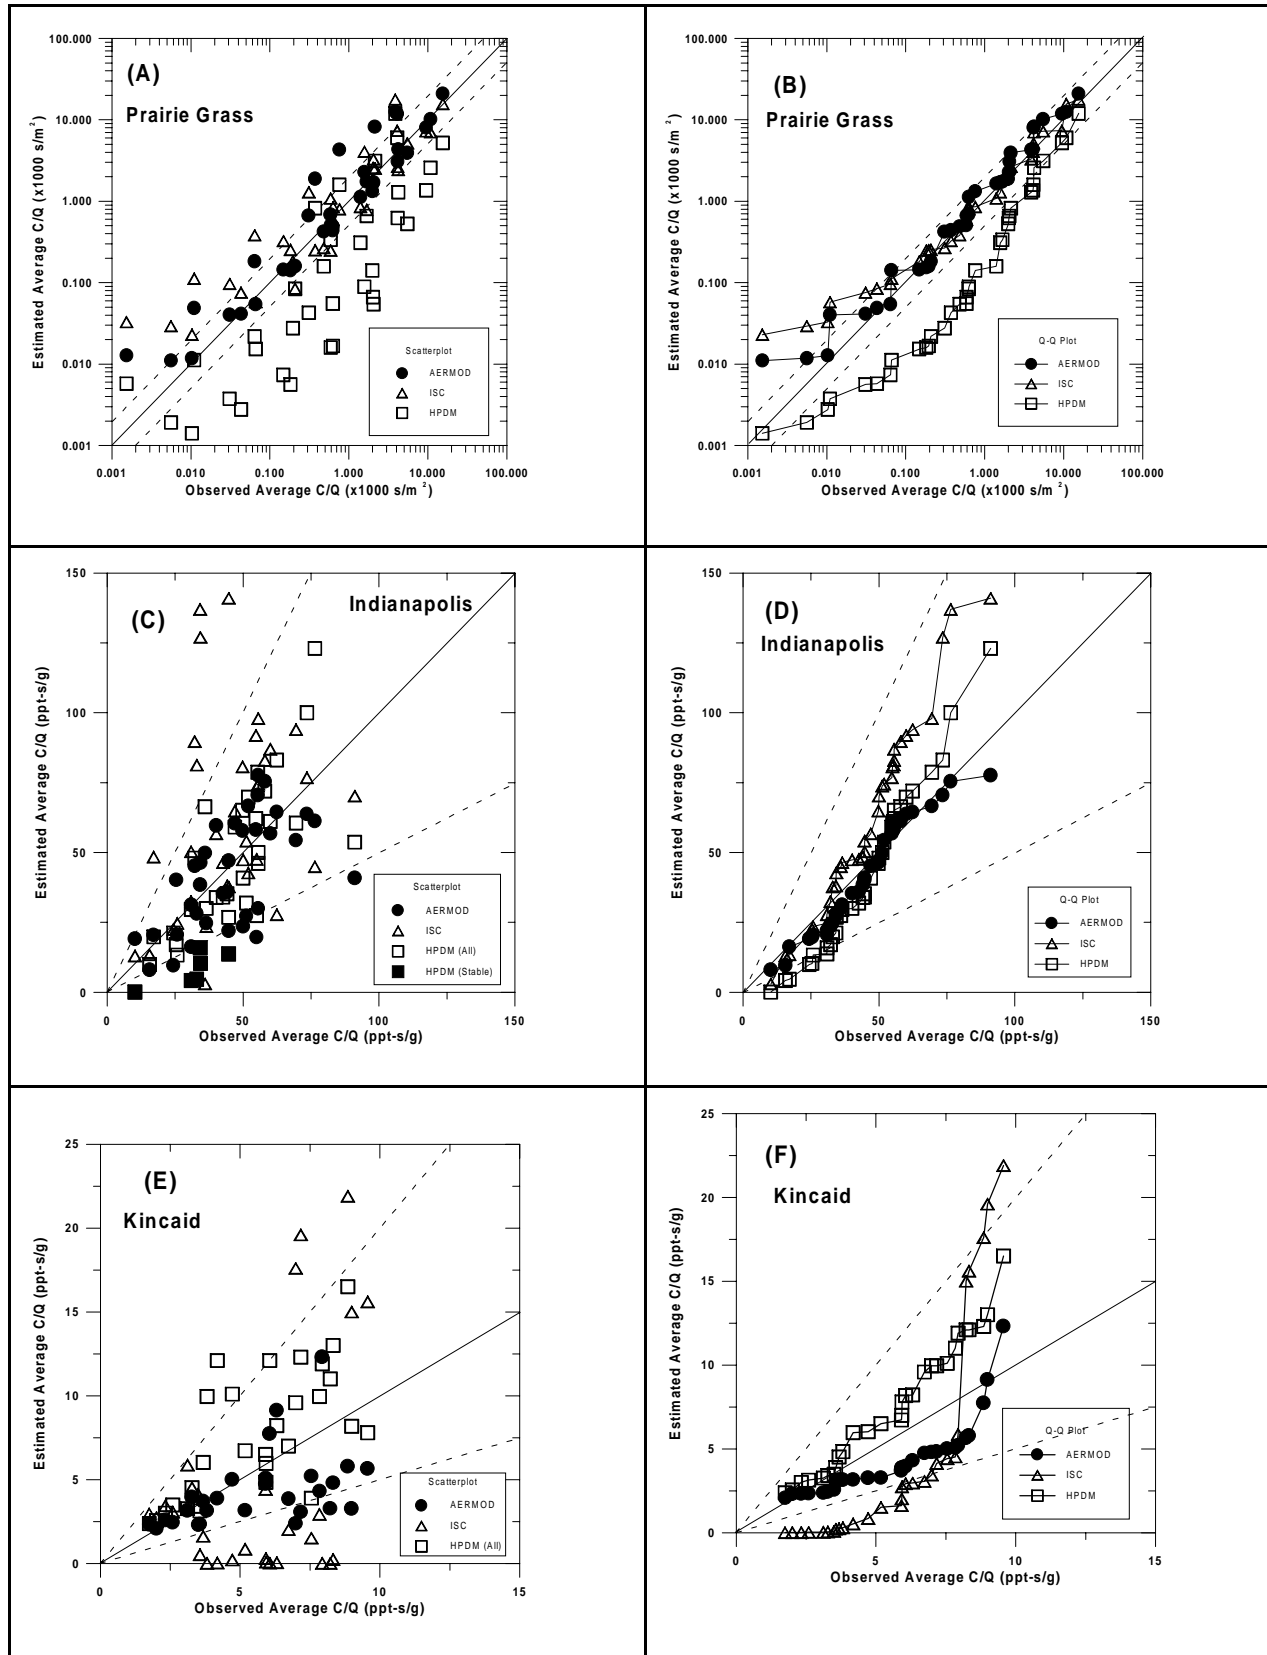 (A)
Prairie Grass
Estimated Average C/Q (x1000 s/m²)
100.000
10.000
1.000
0.100
0.010
0.001
0.001 0.010 0.100 1.000 10.000 100.000
Observed Average C/Q (x1000 s/m²)
Scatterplot
AERMOD
ISC
HPDM
(B)
Prairie Grass
Estimated Average C/Q (x1000 s/m²)
100.000
10.000
1.000
0.100
0.010
0.001
0.001 0.010 0.100 1.000 10.000 100.000
Observed Average C/Q (x1000 s/m²)
Q-Q Plot
AERMOD
ISC
HPDM
(C)
Indianapolis
Estimated Average C/Q (ppt-s/g)
150
100
50
0
0 50 100 150
Observed Average C/Q (ppt-s/g)
Scatterplot
AERMOD
ISC
HPDM (All)
HPDM (Stable)
(D)
Indianapolis
Estimated Average C/Q (ppt-s/g)
150
100
50
0
0 50 100 150
Observed Average C/Q (ppt-s/g)
Q-Q Plot
AERMOD
ISC
HPDM
(E)
Kincaid
Estimated Average C/Q (ppt-s/g)
25
20
15
10
5
0
0 5 10 15
Observed Average C/Q (ppt-s/g)
Scatterplot
AERMOD
ISC
HPDM (All)
(F)
Kincaid
Estimated Average C/Q (ppt-s/g)
25
20
15
10
5
0
0 5 10 15
Observed Average C/Q (ppt-s/g)
Q-Q Plot
AERMOD
ISC
HPDM